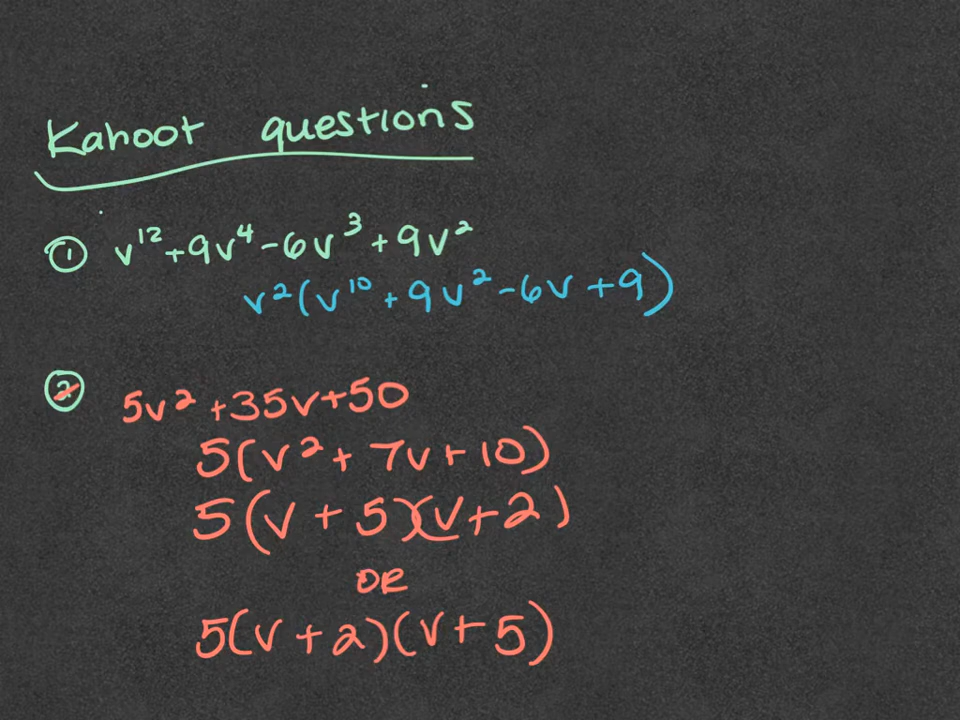 Kahoot questions
① v¹²+9v⁴-6v³+9v²
v²(v¹⁰+9v²-6v+9)
② 5v²+35v+50
5(v²+7v+10)
5(v+5)(v+2)
OR
5(v+2)(v+5)